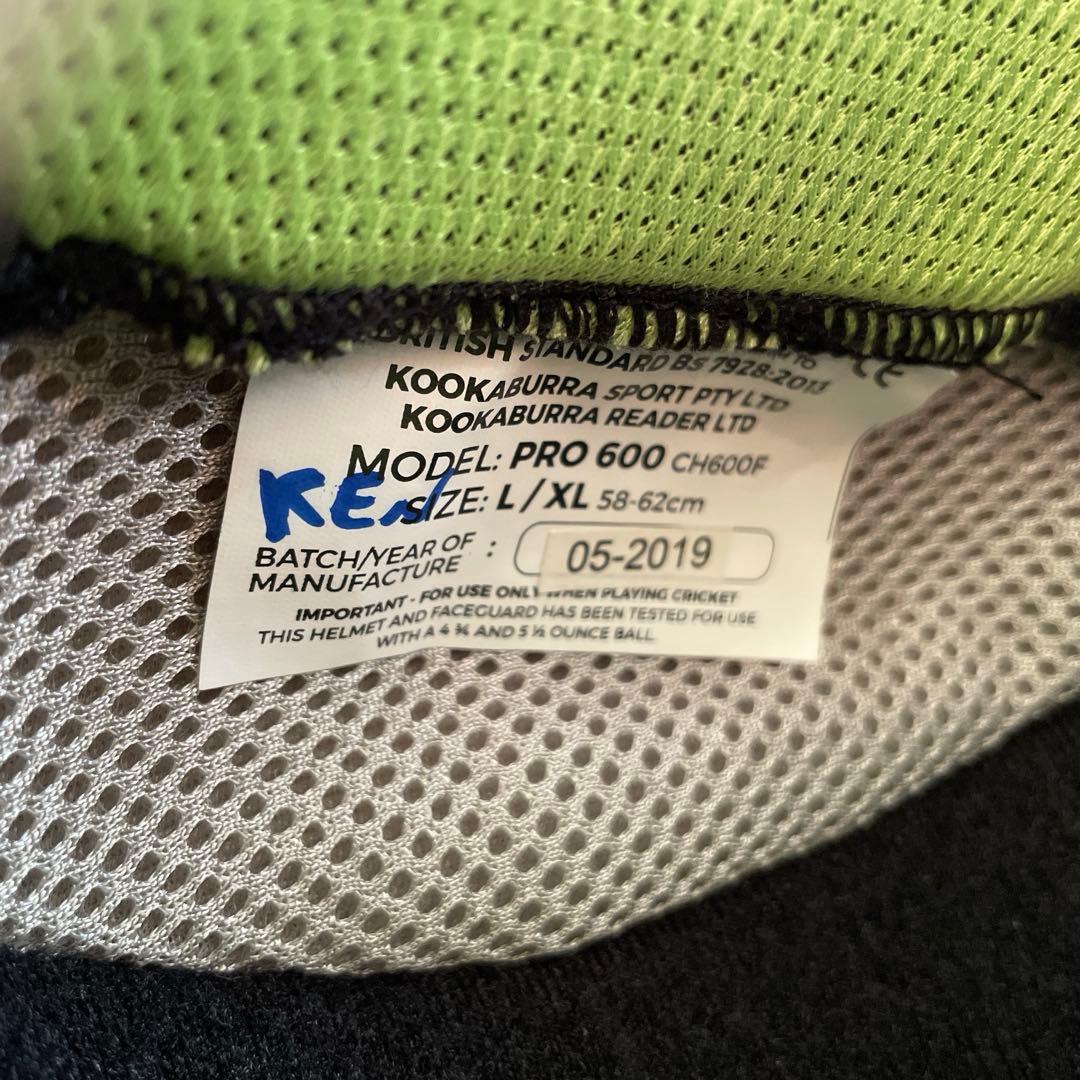 BRITISH STANDARD BS 7928:2013
CE
KOOKABURRA SPORT PTY LTD
KOOKABURRA READER LTD
MODEL: PRO 600 CH600F
KEN
SIZE: L/XL 58-62cm
BATCH/YEAR OF
MANUFACTURE : 05-2019
IMPORTANT - FOR USE ONLY WHEN PLAYING CRICKET
THIS HELMET AND FACEGUARD HAS BEEN TESTED FOR USE
WITH A 4 ¾ AND 5 ½ OUNCE BALL